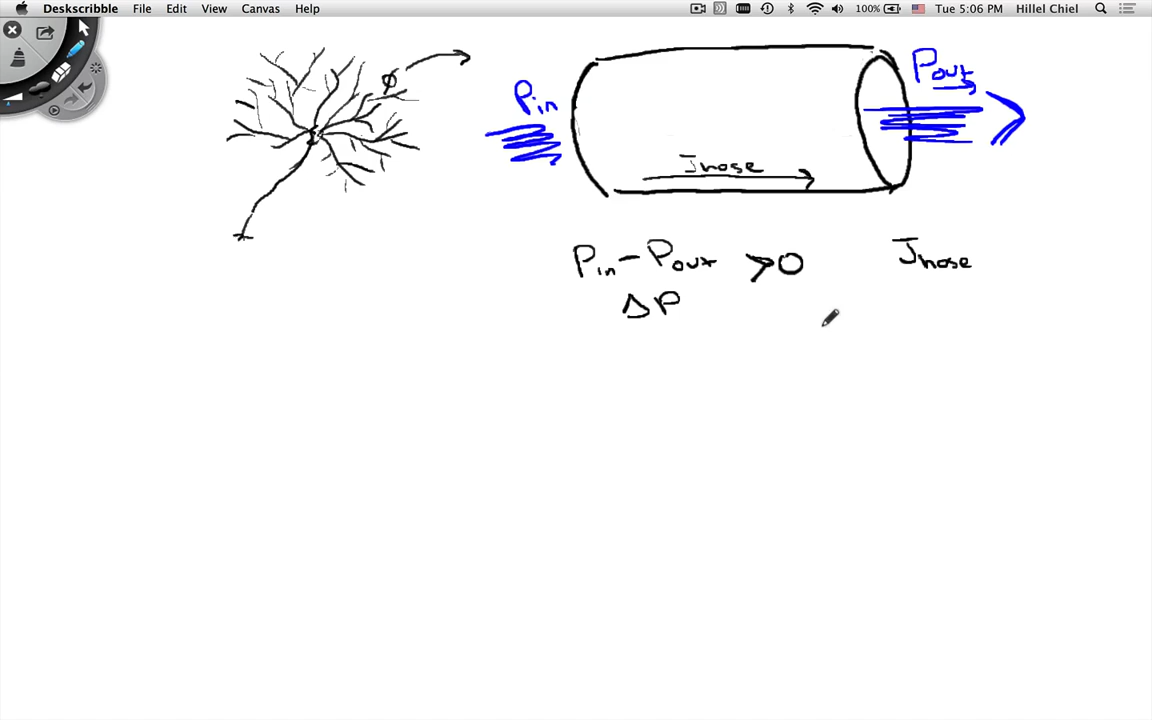 Deskscribble File Edit View Canvas Help 100% Tue 5:06 PM Hillel Chiel
ϕ
Pin
Pout
Jhose
Pin - Pout > 0
Jhose
ΔP